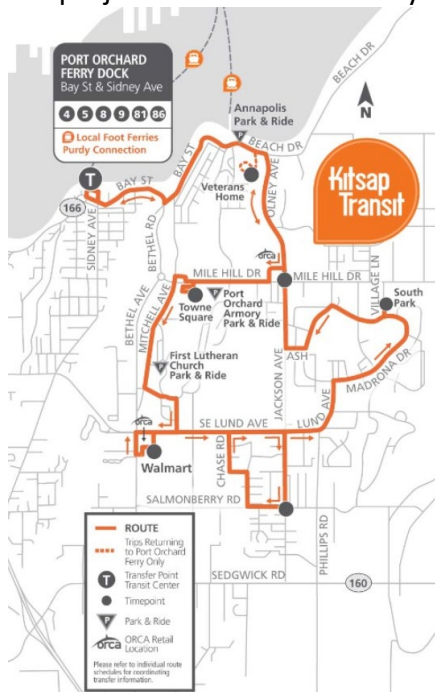 PORT ORCHARD
FERRY DOCK
Bay St & Sidney Ave
4 5 8 9 81 86
Local Foot Ferries
Purdy Connection
BEACH DR
N
Annapolis
Park & Ride
BEACH DR
BAY ST
Veterans
Home
OLNEY AVE
Kitsap
Transit
T
BAY ST
166
SIDNEY AVE
BETHEL RD
orca
MILE HILL DR
MILE HILL DR
VILLAGE LN
South
Park
Towne
Square
P
Port
Orchard
Armory
Park & Ride
BETHEL AVE
MITCHELL AVE
P
First Lutheran
Church
Park & Ride
ASH
JACKSON AVE
MADRONA DR
orca
SE LUND AVE
LUND AVE
Walmart
CHASE RD
SALMONBERRY RD
PHILLIPS RD
SEDGWICK RD
160
ROUTE
Trips Returning
to Port Orchard
Ferry Only
T
Transfer Point
Transit Center
Timepoint
P
Park & Ride
orca
ORCA Retail
Location
Please refer to individual route
schedules for coordinating
transfer information.